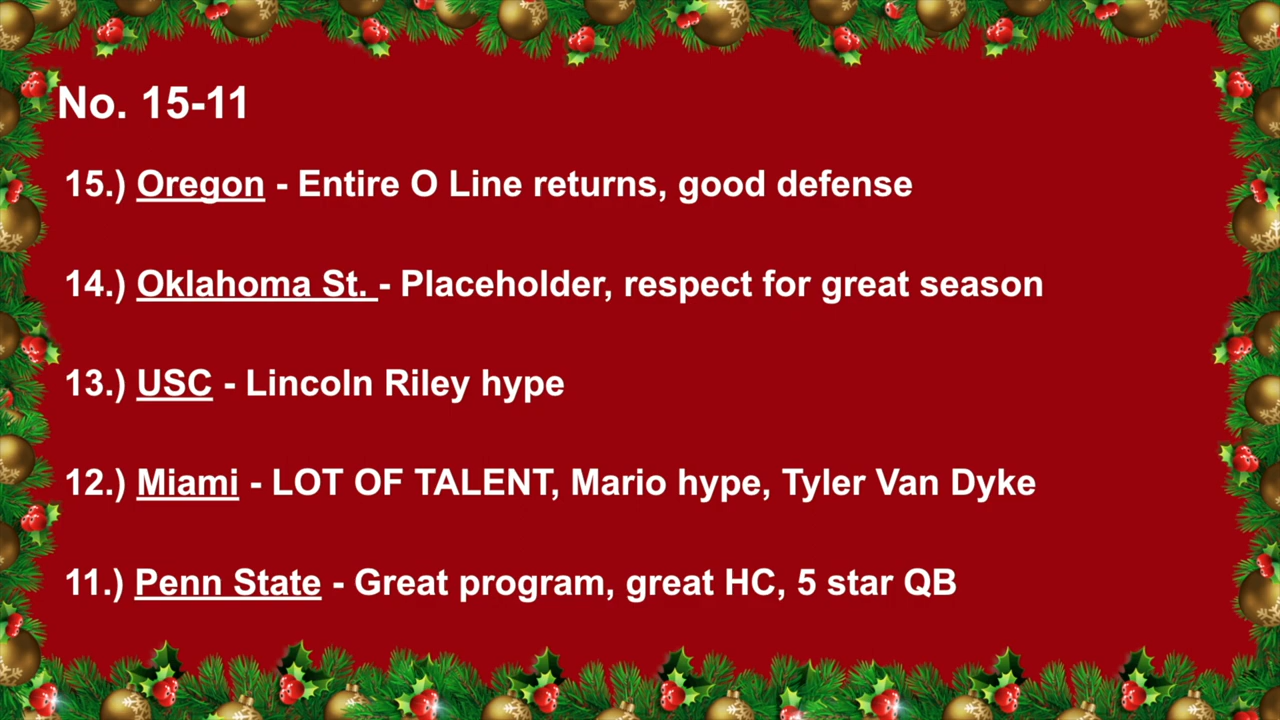 No. 15-11
15.) Oregon - Entire O Line returns, good defense
14.) Oklahoma St. - Placeholder, respect for great season
13.) USC - Lincoln Riley hype
12.) Miami - LOT OF TALENT, Mario hype, Tyler Van Dyke
11.) Penn State - Great program, great HC, 5 star QB